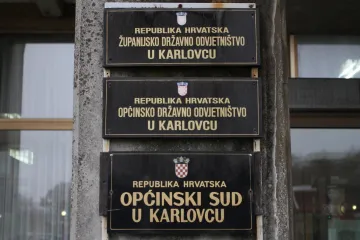 REPUBLIKA HRVATSKA
ŽUPANIJSKO DRŽAVNO ODVJETNIŠTVO
U KARLOVCU
REPUBLIKA HRVATSKA
OPĆINSKO DRŽAVNO ODVJETNIŠTVO
U KARLOVCU
REPUBLIKA HRVATSKA
OPĆINSKI SUD
U KARLOVCU